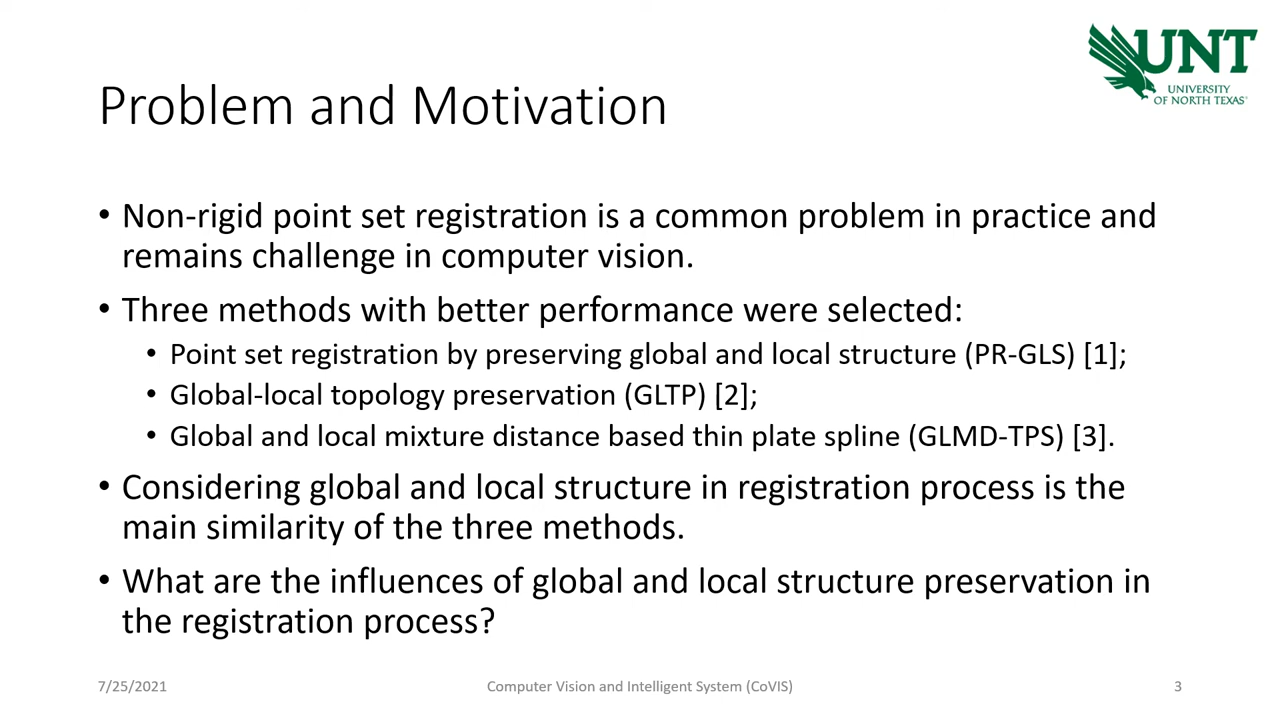 UNT
UNIVERSITY
OF NORTH TEXAS
Problem and Motivation
• Non-rigid point set registration is a common problem in practice and
remains challenge in computer vision.
• Three methods with better performance were selected:
• Point set registration by preserving global and local structure (PR-GLS) [1];
• Global-local topology preservation (GLTP) [2];
• Global and local mixture distance based thin plate spline (GLMD-TPS) [3].
• Considering global and local structure in registration process is the
main similarity of the three methods.
• What are the influences of global and local structure preservation in
the registration process?
7/25/2021
Computer Vision and Intelligent System (CoVIS)
3